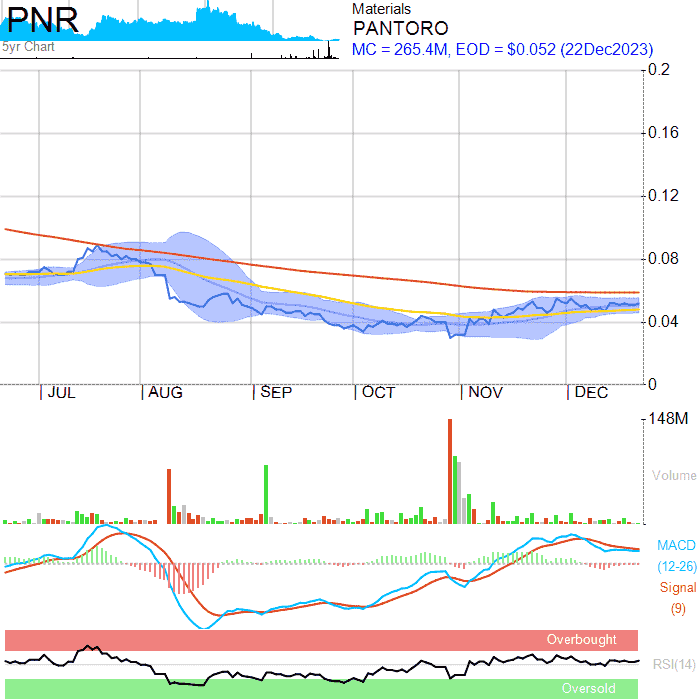 PNR
5yr Chart
Materials
PANTORO
MC = 265.4M, EOD = $0.052 (22Dec2023)
0.2
0.16
0.12
0.08
0.04
0
JUL
AUG
SEP
OCT
NOV
DEC
148M
Volume
MACD
(12-26)
Signal
(9)
Overbought
RSI(14)
Oversold